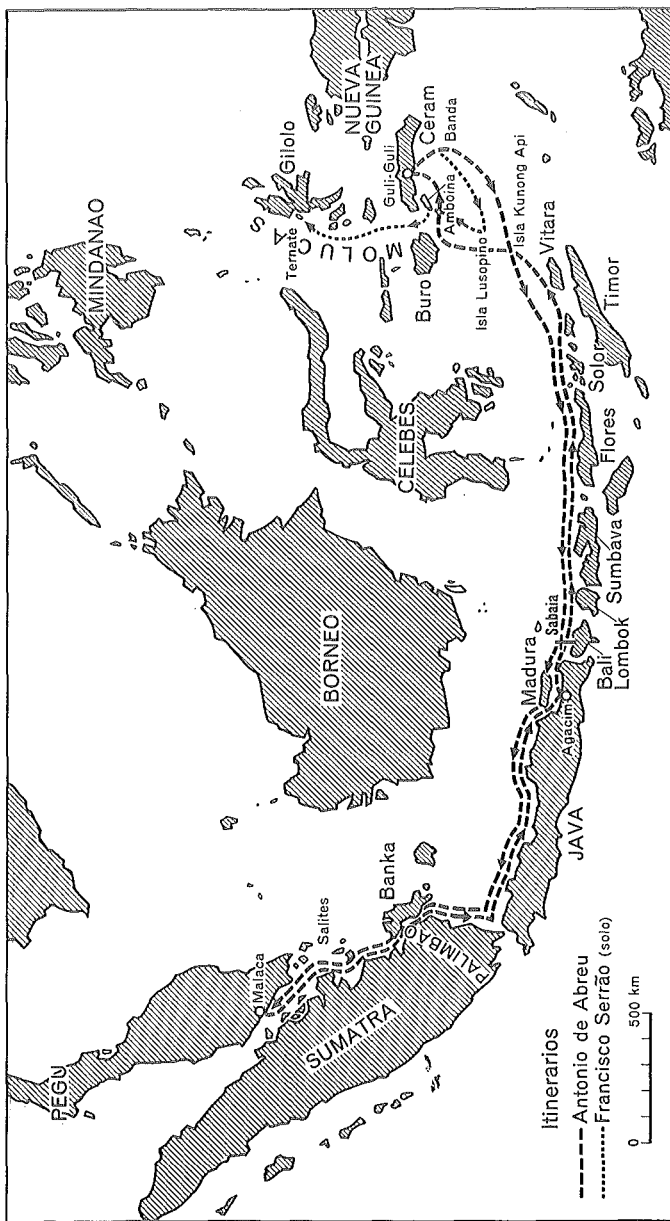 PEGU
Malaca
Salites
SUMATRA
PALIMBÃO
Banka
BORNEO
JAVA
Madura
Agacim
Sabaia
Bali
Lombok
Sumbava
Flores
Solor
Timor
Vitara
CELEBES
MINDANAO
Gilolo
Ternate
MOLUCAS
NUEVA
GUINEA
Guli-Guli
Ceram
Banda
Amboina
Buro
Isla Lusopino
Isla Kunong Api
Itinerarios
Antonio de Abreu
Francisco Serrão (solo)
0 500 km